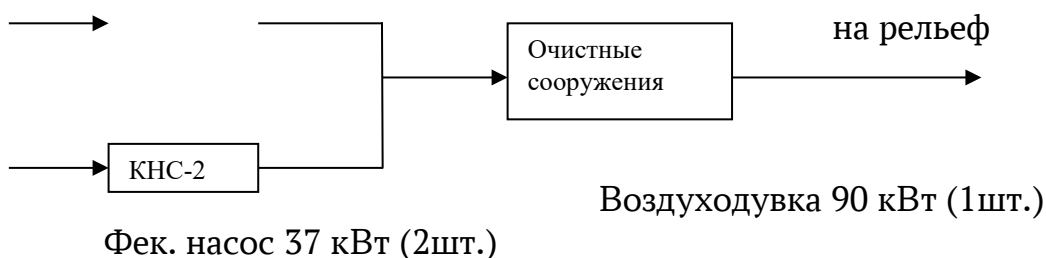 на рельеф
Очистные
сооружения
КНС-2
Воздуходувка 90 кВт (1шт.)
Фек. насос 37 кВт (2шт.)